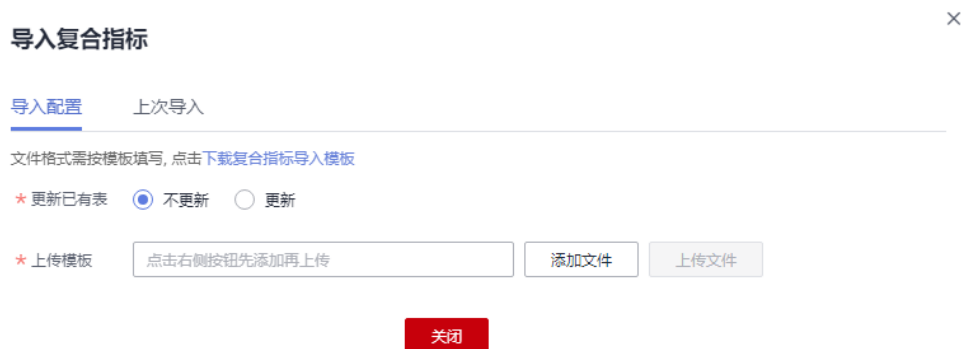 导入复合指标
导入配置 上次导入
文件格式需按模板填写, 点击下载复合指标导入模板
* 更新已有表 不更新 更新
* 上传模板 点击右侧按钮先添加再上传 添加文件 上传文件
关闭